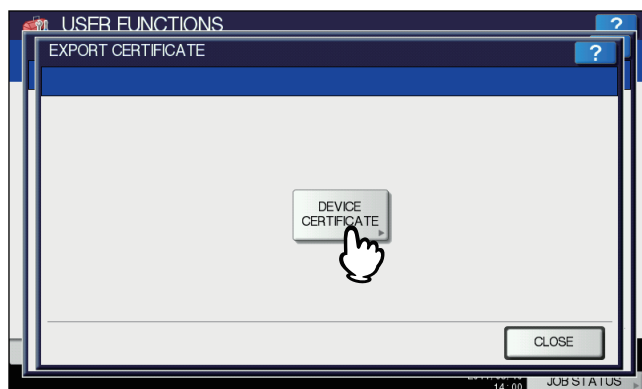 USER FUNCTIONS
?
EXPORT CERTIFICATE
?
DEVICE
CERTIFICATE
CLOSE
14:00
JOB STATUS